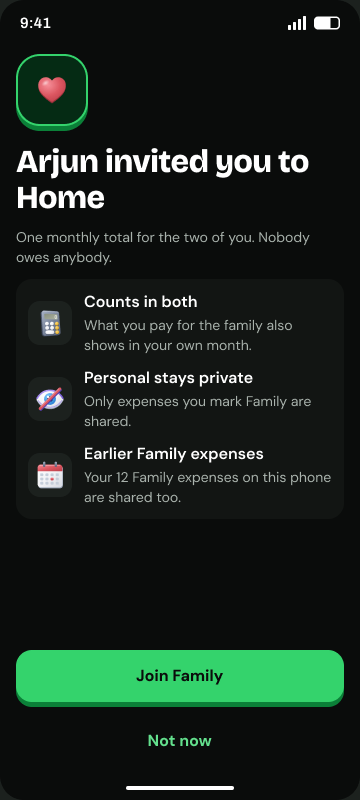 9:41
Arjun invited you to
Home
One monthly total for the two of you. Nobody
owes anybody.
Counts in both
What you pay for the family also
shows in your own month.
Personal stays private
Only expenses you mark Family are
shared.
Earlier Family expenses
Your 12 Family expenses on this phone
are shared too.
Join Family
Not now